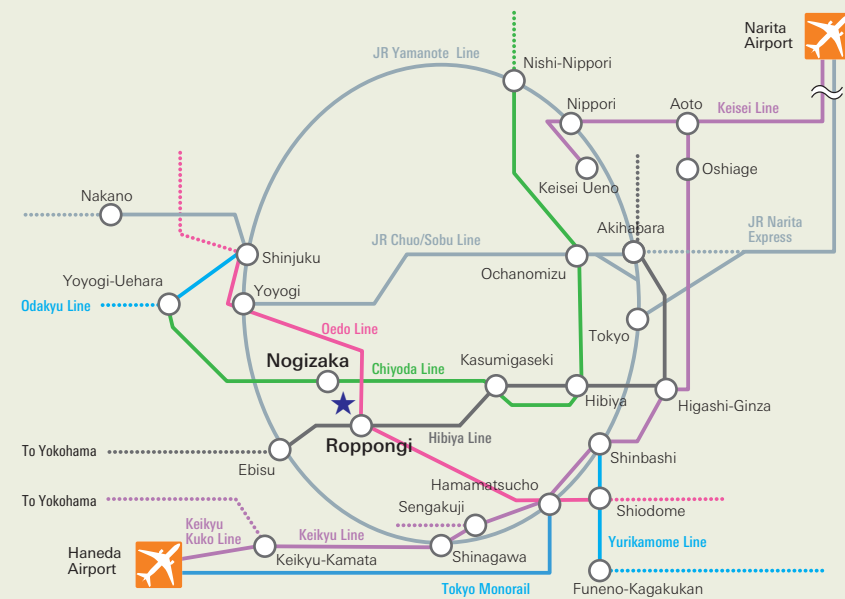 Narita
Airport
JR Yamanote Line
Nishi-Nippori
Nippori
Aoto
Keisei Line
Oshiage
Keisei Ueno
Nakano
Akihabara
JR Narita
Express
JR Chuo/Sobu Line
Shinjuku
Ochanomizu
Yoyogi-Uehara
Yoyogi
Odakyu Line
Oedo Line
Tokyo
Nogizaka
Chiyoda Line
Kasumigaseki
Hibiya
Higashi-Ginza
Roppongi
Hibiya Line
To Yokohama
Ebisu
Shinbashi
Hamamatsucho
To Yokohama
Sengakuji
Shiodome
Keikyu
Kuko Line
Keikyu Line
Yurikamome Line
Haneda
Airport
Keikyu-Kamata
Shinagawa
Tokyo Monorail
Funeno-Kagakukan